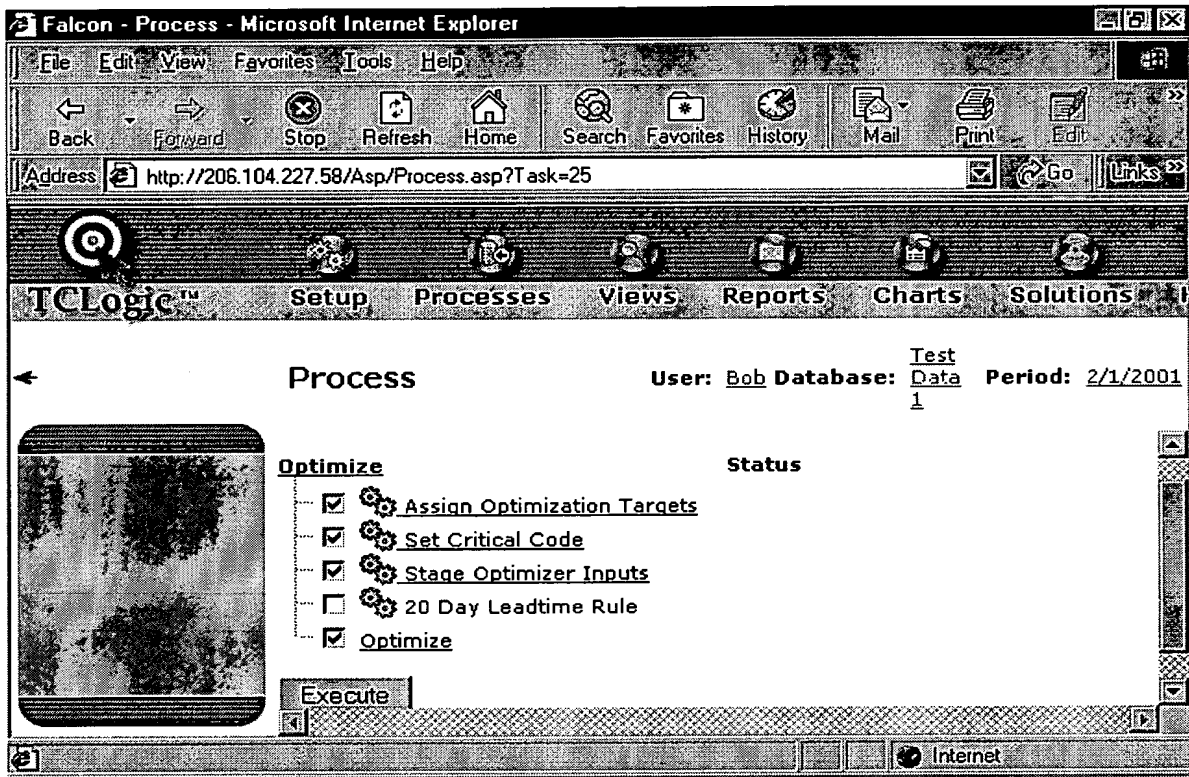 Falcon - Process - Microsoft Internet Explorer
File Edit View Favorites Tools Help
Back Forward Stop Refresh Home Search Favorites History Mail Print Edit
Address http://206.104.227.58/Asp/Process.asp?Task=25 Go Links
TCLogic™ Setup Processes Views Reports Charts Solutions
Process User: Bob Database: Test Data 1 Period: 2/1/2001
Optimize Status
Assign Optimization Targets
Set Critical Code
Stage Optimizer Inputs
20 Day Leadtime Rule
Optimize
Execute
Internet